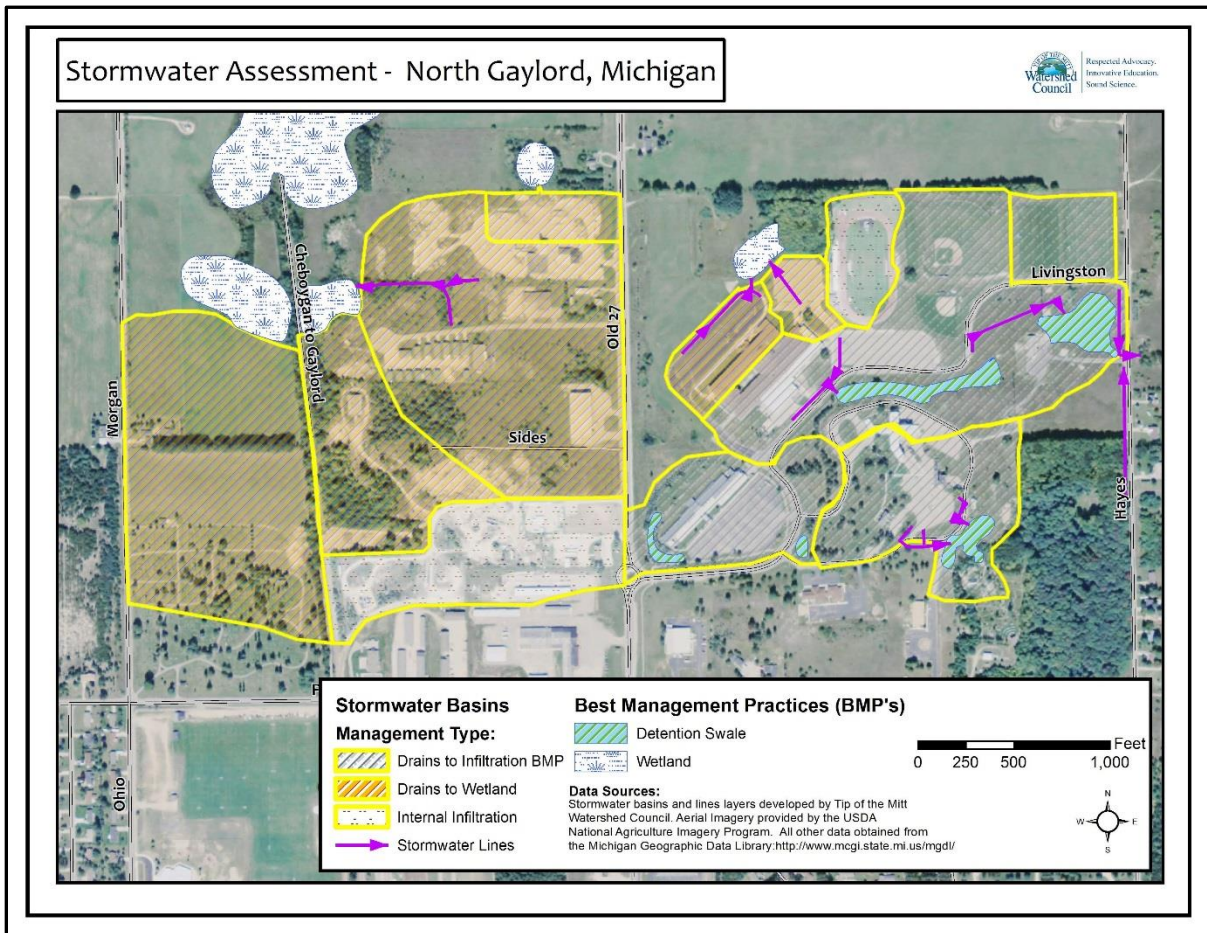 Stormwater Assessment - North Gaylord, Michigan
TIP OF THE MITT
Watershed
Council
Respected Advocacy.
Innovative Education.
Sound Science.
Livingston
Cheboygan to Gaylord
Old 27
Morgan
Sides
Hayes
Ohio
P
Stormwater Basins
Management Type:
Drains to Infiltration BMP
Drains to Wetland
Internal Infiltration
Stormwater Lines
Best Management Practices (BMP's)
Detention Swale
Wetland
Data Sources:
Stormwater basins and lines layers developed by Tip of the Mitt
Watershed Council. Aerial Imagery provided by the USDA
National Agriculture Imagery Program. All other data obtained from
the Michigan Geographic Data Library:http://www.mcgi.state.mi.us/mgdl/
Feet
0 250 500 1,000
N
W E
S